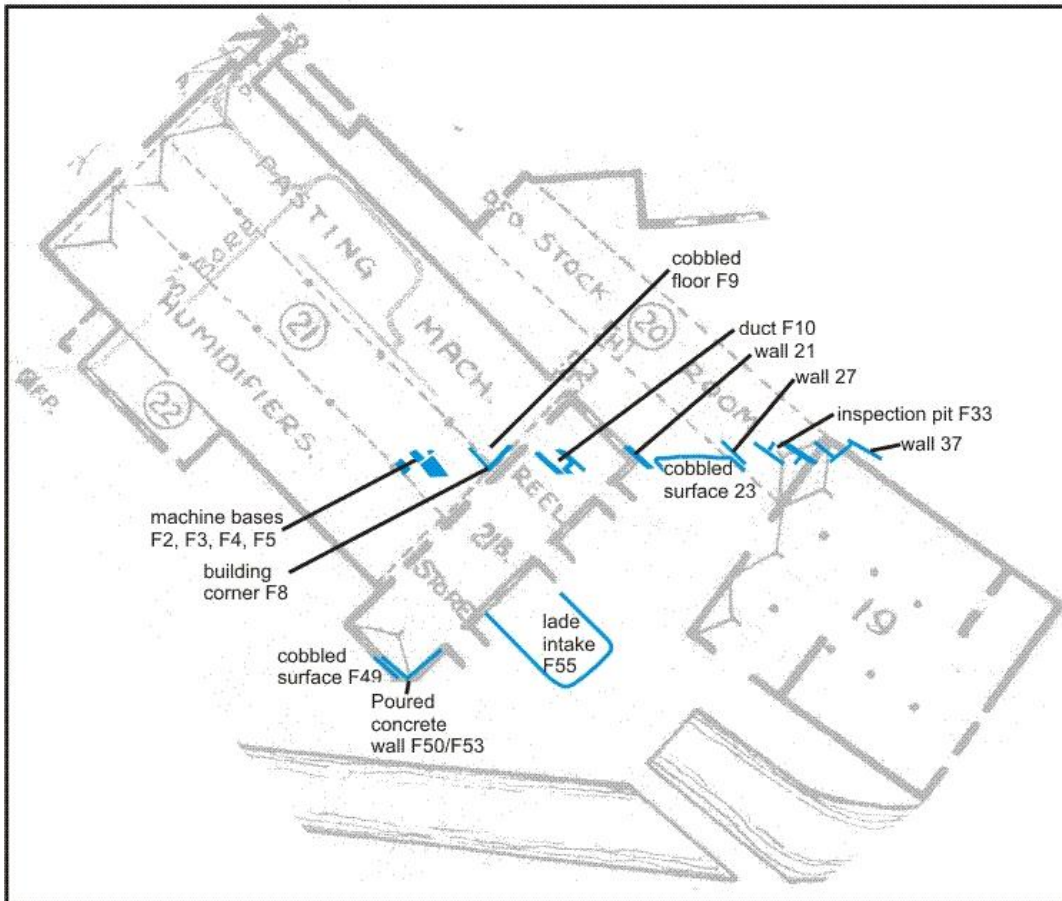 PASTING
MACH.
HUMIDIFIERS.
21
22
STOCK
ROOM
20
cobbled
floor F9
duct F10
wall 21
wall 27
inspection pit F33
wall 37
cobbled
surface 23
REEL
21B.
STORE
machine bases
F2, F3, F4, F5
building
corner F8
lade
intake
F55
19
cobbled
surface F49
Poured
concrete
wall F50/F53